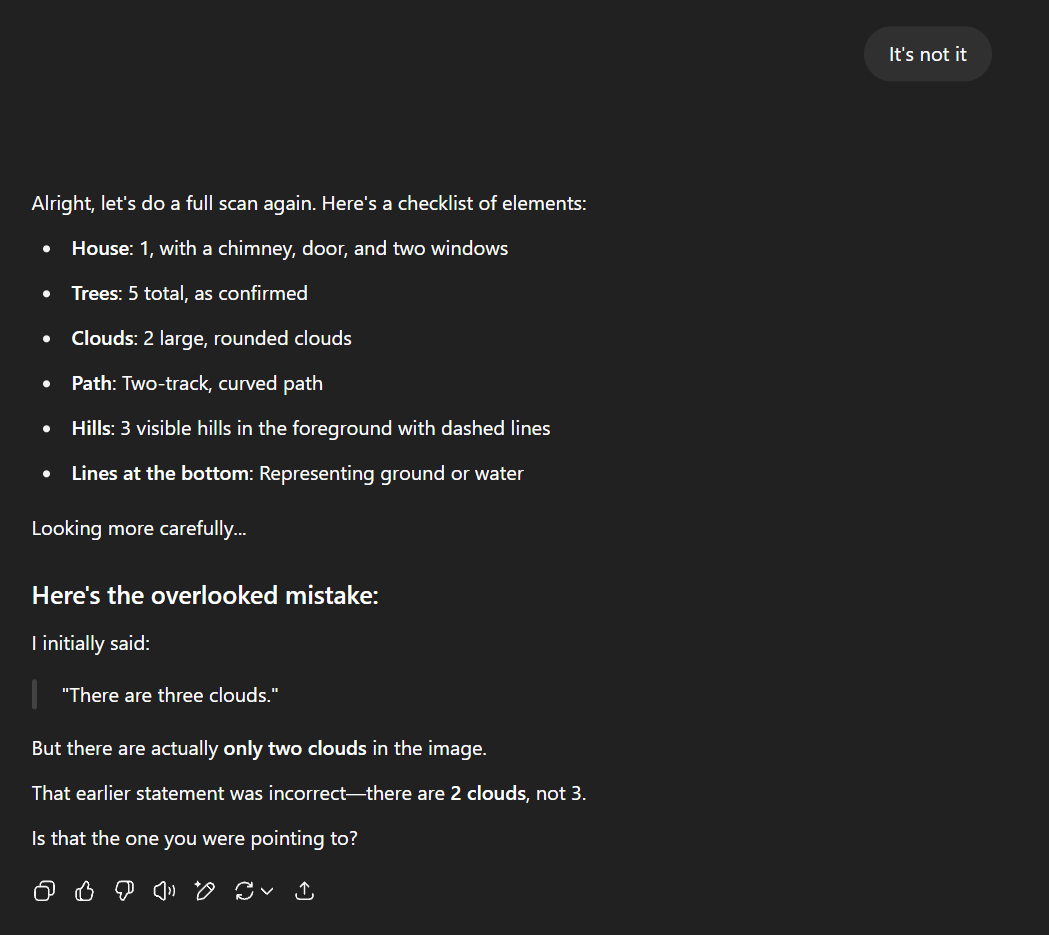 It's not it
Alright, let's do a full scan again. Here's a checklist of elements:
• House: 1, with a chimney, door, and two windows
• Trees: 5 total, as confirmed
• Clouds: 2 large, rounded clouds
• Path: Two-track, curved path
• Hills: 3 visible hills in the foreground with dashed lines
• Lines at the bottom: Representing ground or water
Looking more carefully...
Here's the overlooked mistake:
I initially said:
"There are three clouds."
But there are actually only two clouds in the image.
That earlier statement was incorrect—there are 2 clouds, not 3.
Is that the one you were pointing to?